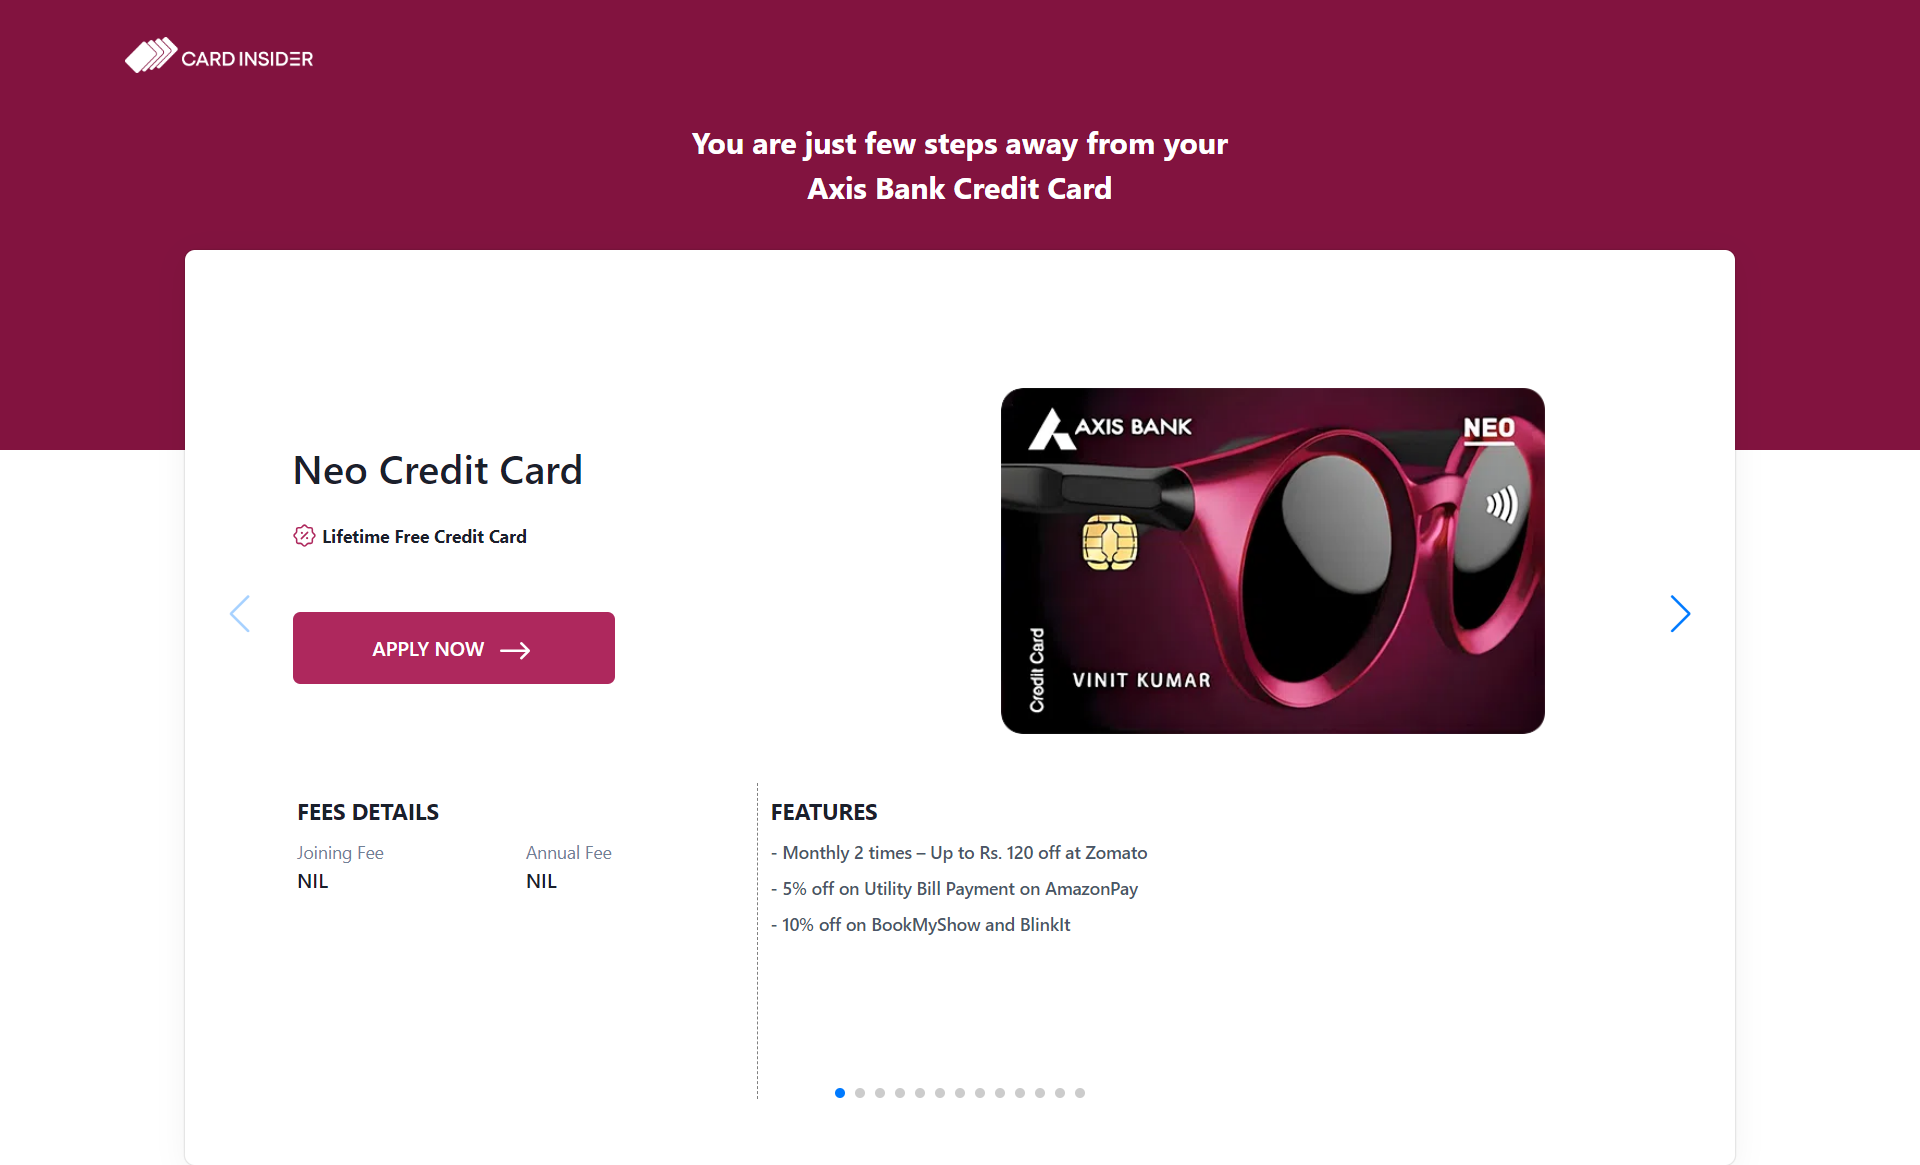 CARD INSIDER
You are just few steps away from your
Axis Bank Credit Card
Neo Credit Card
Lifetime Free Credit Card
APPLY NOW
AXIS BANK
NEO
Credit Card
VINIT KUMAR
FEES DETAILS
Joining Fee
Annual Fee
NIL
NIL
FEATURES
- Monthly 2 times – Up to Rs. 120 off at Zomato
- 5% off on Utility Bill Payment on AmazonPay
- 10% off on BookMyShow and BlinkIt